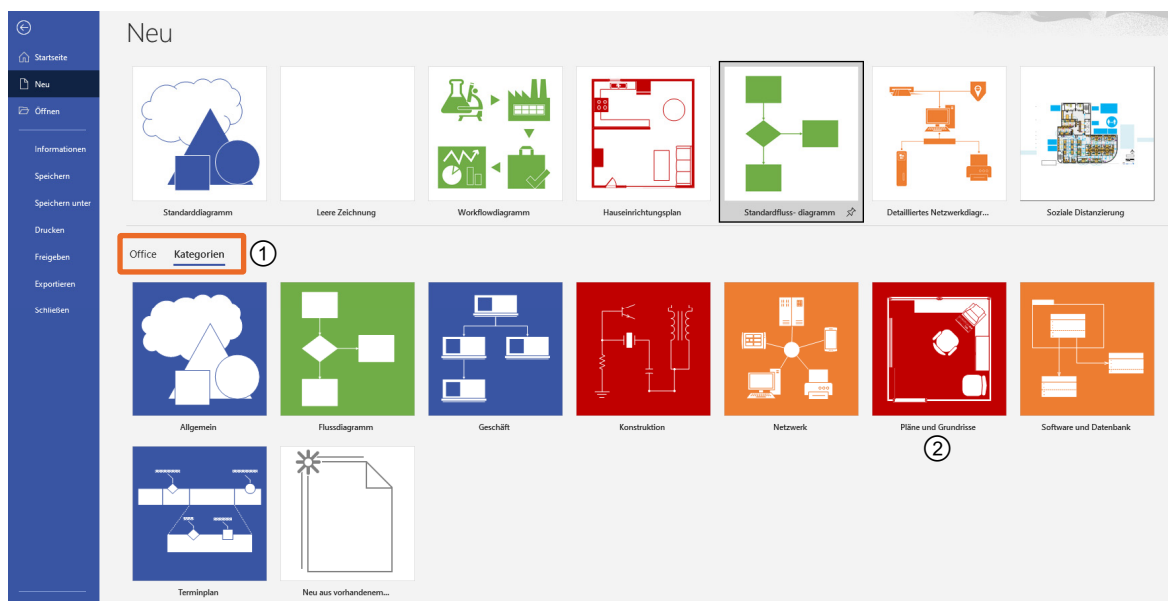 Neu
Startseite
Neu
Öffnen
Informationen
Speichern
Speichern unter
Drucken
Freigeben
Exportieren
Schließen
Standarddiagramm
Leere Zeichnung
Workflowdiagramm
Hauseinrichtungsplan
Standardfluss- diagramm
Detailliertes Netzwerkdiagr...
Soziale Distanzierung
Office Kategorien 1
Allgemein
Flussdiagramm
Geschäft
Konstruktion
Netzwerk
Pläne und Grundrisse
Software und Datenbank
2
Terminplan
Neu aus vorhandenem...